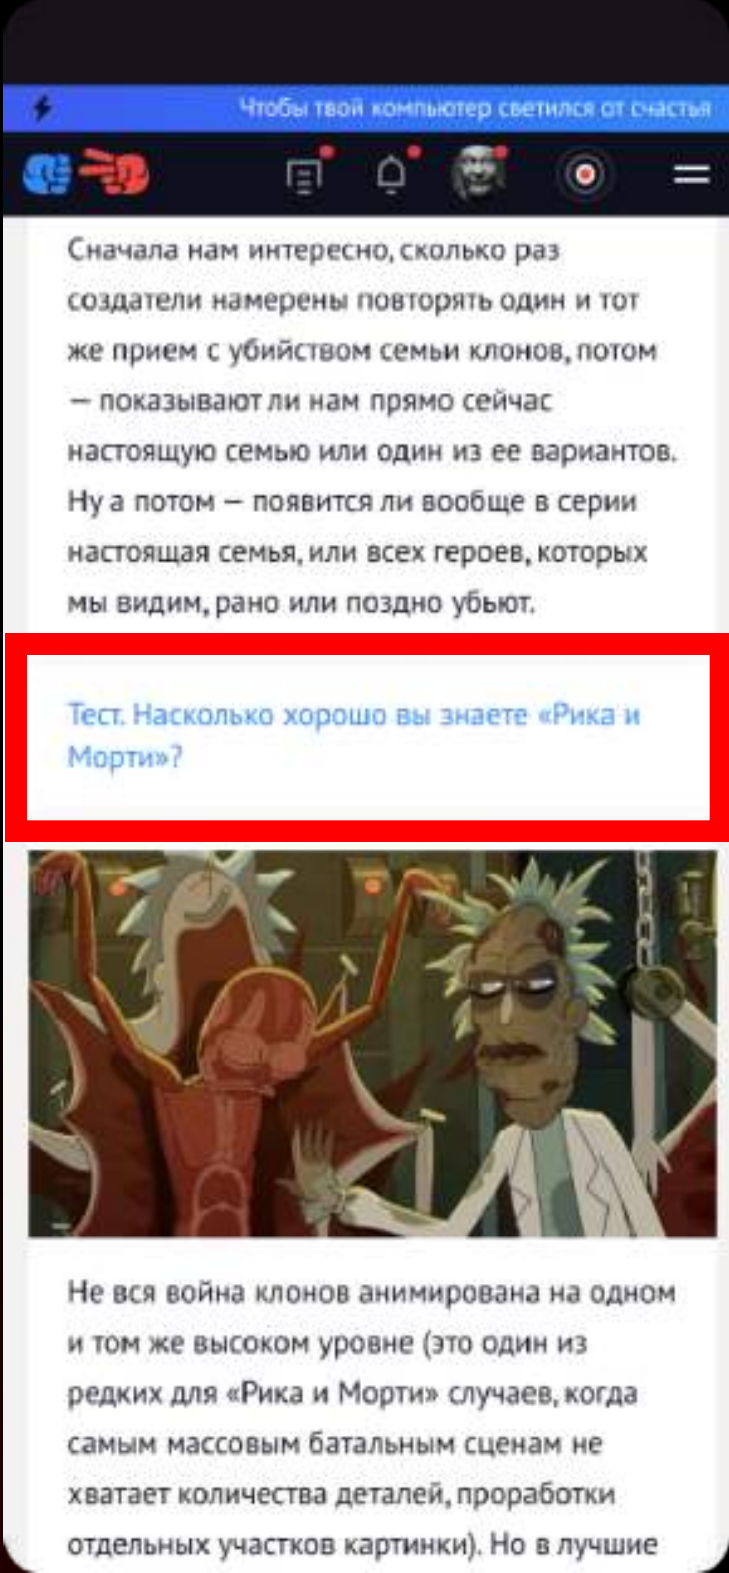 Чтобы твой компьютер светился от счастья
Сначала нам интересно, сколько раз
создатели намерены повторять один и тот
же прием с убийством семьи клонов, потом
— показывают ли нам прямо сейчас
настоящую семью или один из ее вариантов.
Ну а потом — появится ли вообще в серии
настоящая семья, или всех героев, которых
мы видим, рано или поздно убьют.
Тест. Насколько хорошо вы знаете «Рика и
Морти»?
Не вся война клонов анимирована на одном
и том же высоком уровне (это один из
редких для «Рика и Морти» случаев, когда
самым массовым батальным сценам не
хватает количества деталей, проработки
отдельных участков картинки). Но в лучшие